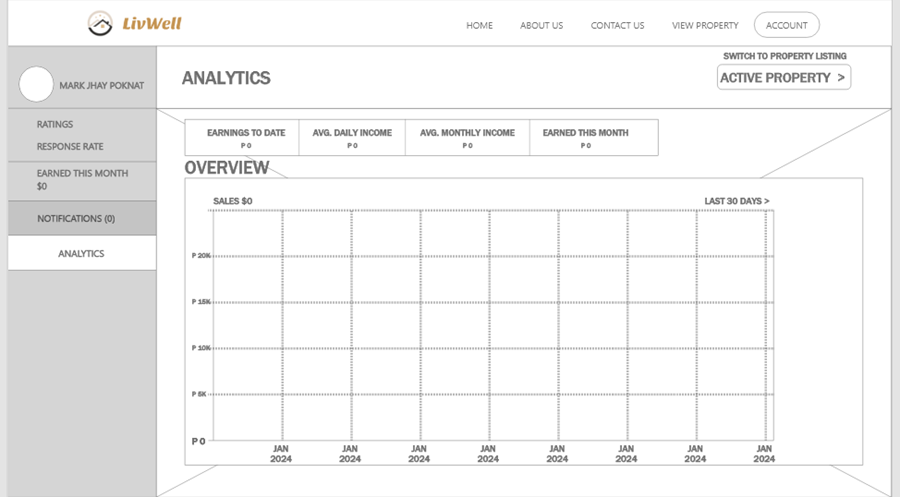 LivWell
HOME ABOUT US CONTACT US VIEW PROPERTY ACCOUNT
MARK JHAY POKNAT
RATINGS
RESPONSE RATE
EARNED THIS MONTH
$0
NOTIFICATIONS (0)
ANALYTICS
ANALYTICS
SWITCH TO PROPERTY LISTING
ACTIVE PROPERTY >
EARNINGS TO DATE AVG. DAILY INCOME AVG. MONTHLY INCOME EARNED THIS MONTH
P 0 P 0 P 0 P 0
OVERVIEW
SALES $0 LAST 30 DAYS >
P 20K
P 15K
P 10K
P 5K
P 0
JAN JAN JAN JAN JAN JAN JAN JAN
2024 2024 2024 2024 2024 2024 2024 2024